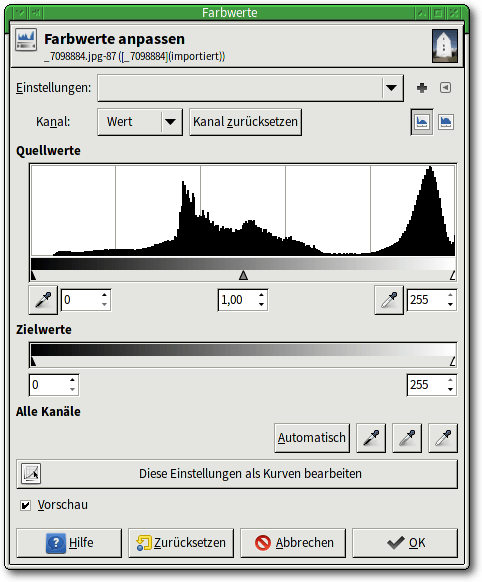 Farbwerte
Farbwerte anpassen
_7098884.jpg-87 ([_7098884](importiert))
Einstellungen:
Kanal: Wert Kanal zurücksetzen
Quellwerte
0 1,00 255
Zielwerte
0 255
Alle Kanäle
Automatisch
Diese Einstellungen als Kurven bearbeiten
Vorschau
Hilfe Zurücksetzen Abbrechen OK